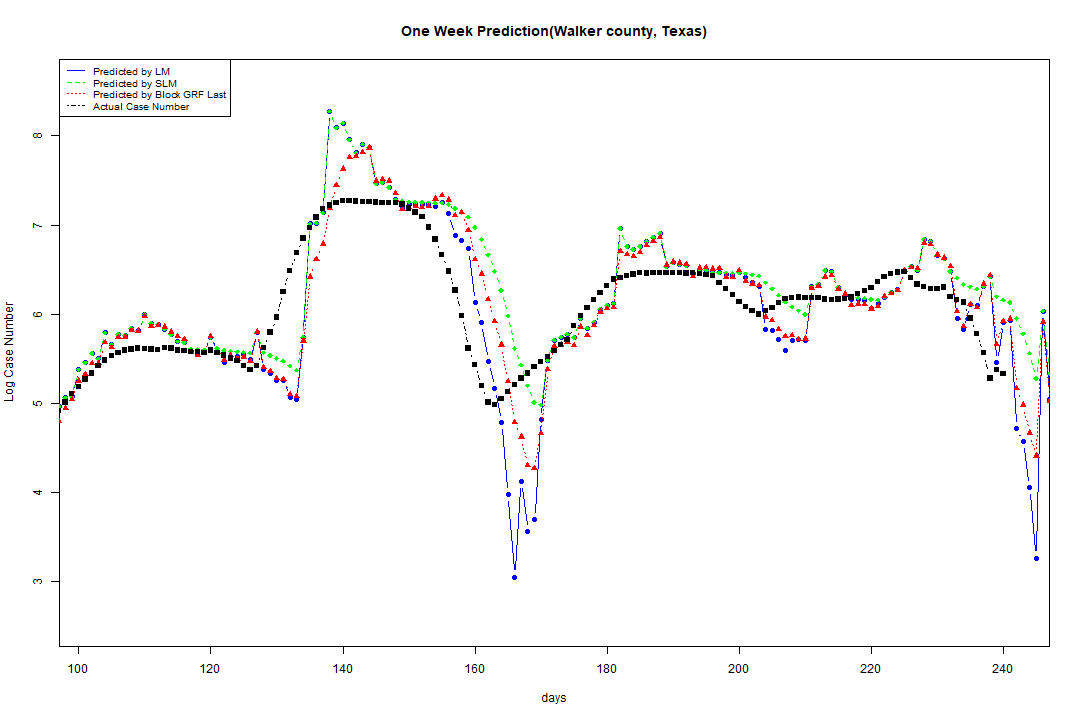 One Week Prediction(Walker county, Texas)
Predicted by LM
Predicted by SLM
Predicted by Block GRF Last
Actual Case Number
8
7
6
5
4
3
Log Case Number
100 120 140 160 180 200 220 240
days